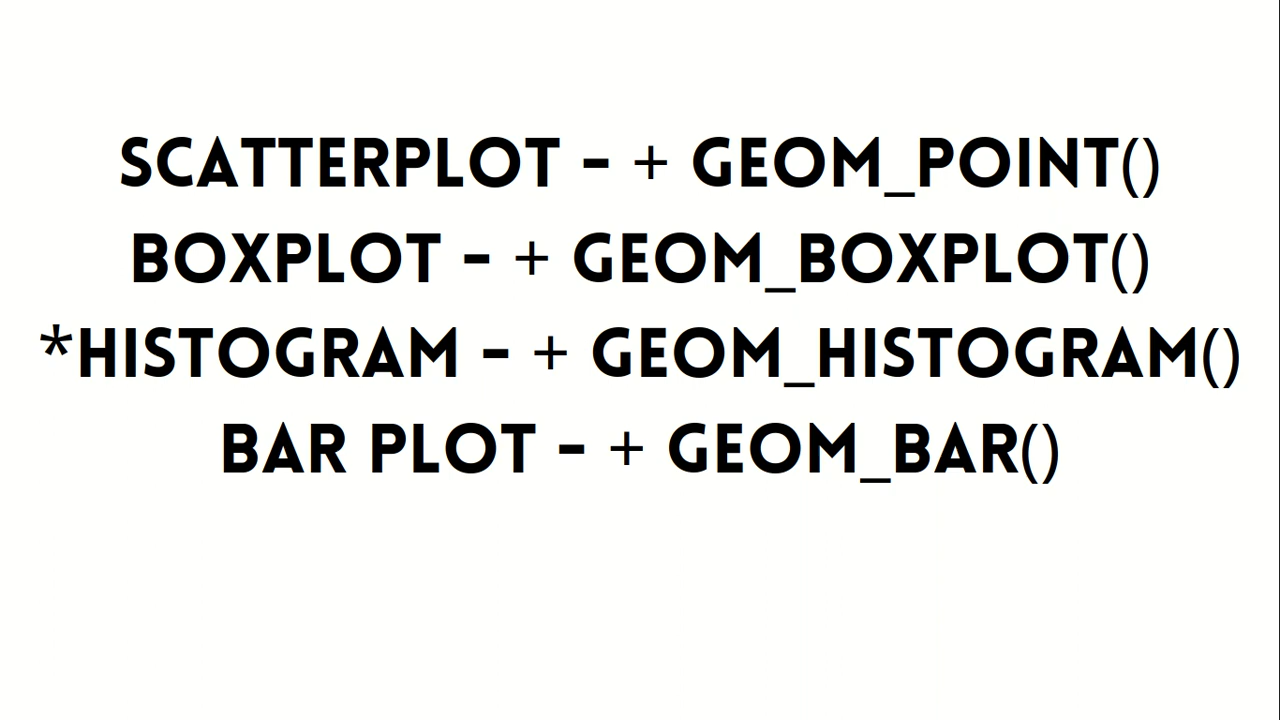 SCATTERPLOT - + GEOM_POINT()
BOXPLOT - + GEOM_BOXPLOT()
*HISTOGRAM - + GEOM_HISTOGRAM()
BAR PLOT - + GEOM_BAR()